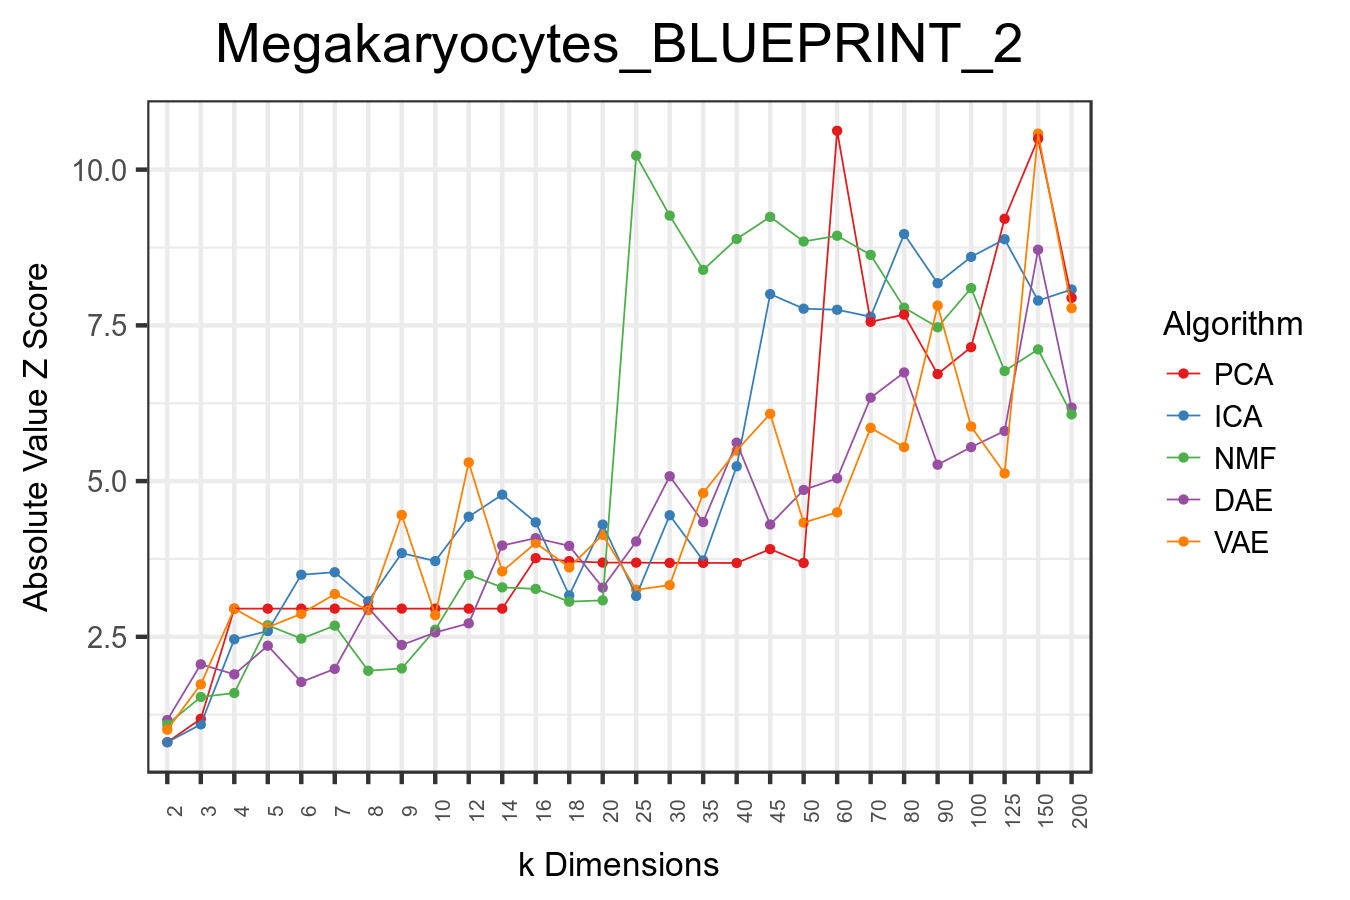 Megakaryocytes_BLUEPRINT_2
Absolute Value Z Score
10.0
7.5
5.0
2.5
2 3 4 5 6 7 8 9 10 12 14 16 18 20 25 30 35 40 45 50 60 70 80 90 100 125 150 200
k Dimensions
Algorithm
PCA
ICA
NMF
DAE
VAE